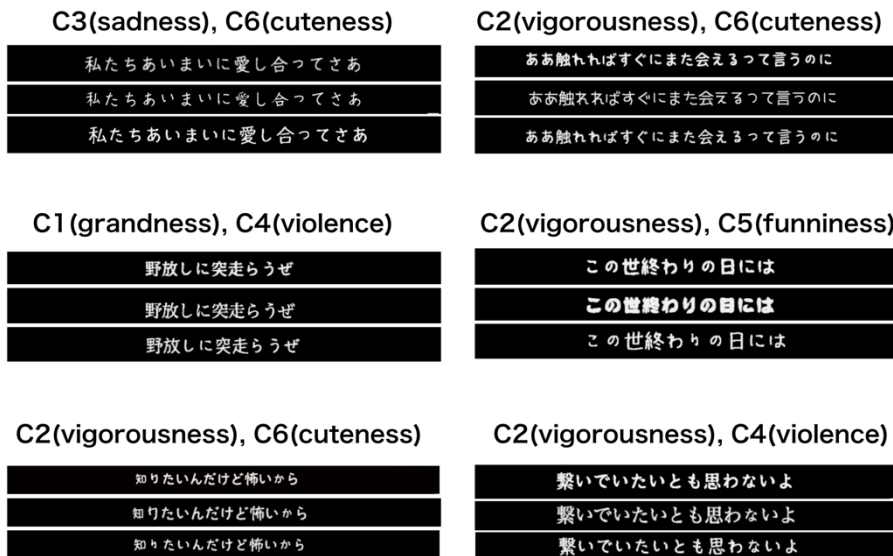 C3(sadness), C6(cuteness)
私たちあいまいに愛し合ってさあ
私たちあいまいに愛し合ってさあ
私たちあいまいに愛し合ってさあ
C2(vigorousness), C6(cuteness)
ああ触れればすぐにまた会えるって言うのに
ああ触れればすぐにまた会えるって言うのに
ああ触れればすぐにまた会えるって言うのに
C1(grandness), C4(violence)
野放しに突走らうぜ
野放しに突走らうぜ
野放しに突走らうぜ
C2(vigorousness), C5(funniness)
この世終わりの日には
この世終わりの日には
この世終わりの日には
C2(vigorousness), C6(cuteness)
知りたいんだけど怖いから
知りたいんだけど怖いから
知りたいんだけど怖いから
C2(vigorousness), C4(violence)
繋いでいたいとも思わないよ
繋いでいたいとも思わないよ
繋いでいたいとも思わないよ